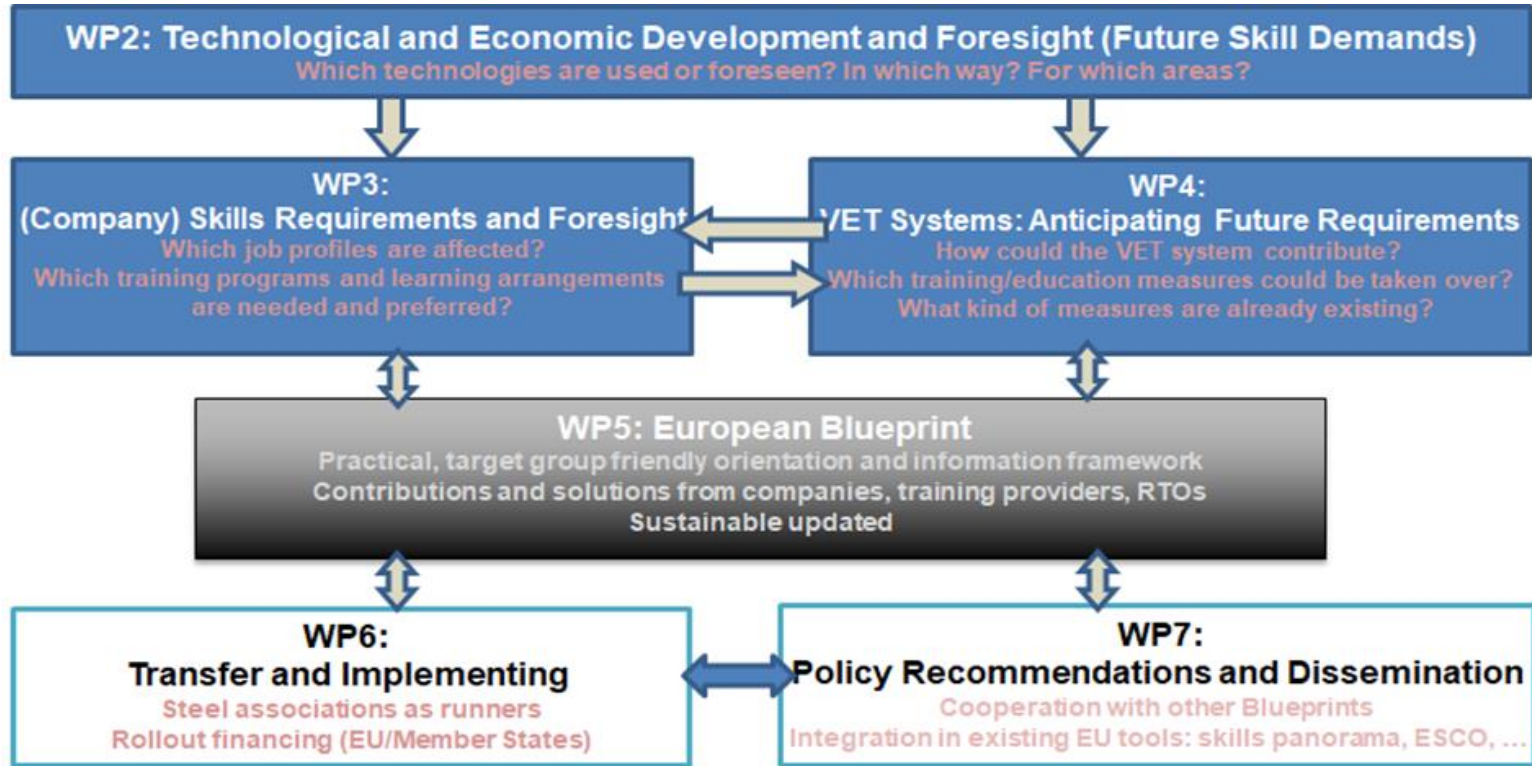 WP2: Technological and Economic Development and Foresight (Future Skill Demands)
Which technologies are used or foreseen? In which way? For which areas?
WP3:
(Company) Skills Requirements and Foresight
Which job profiles are affected?
Which training programs and learning arrangements
are needed and preferred?
WP4:
VET Systems: Anticipating Future Requirements
How could the VET system contribute?
Which training/education measures could be taken over?
What kind of measures are already existing?
WP5: European Blueprint
Practical, target group friendly orientation and information framework
Contributions and solutions from companies, training providers, RTOs
Sustainable updated
WP6:
Transfer and Implementing
Steel associations as runners
Rollout financing (EU/Member States)
WP7:
Policy Recommendations and Dissemination
Cooperation with other Blueprints
Integration in existing EU tools: skills panorama, ESCO, ...